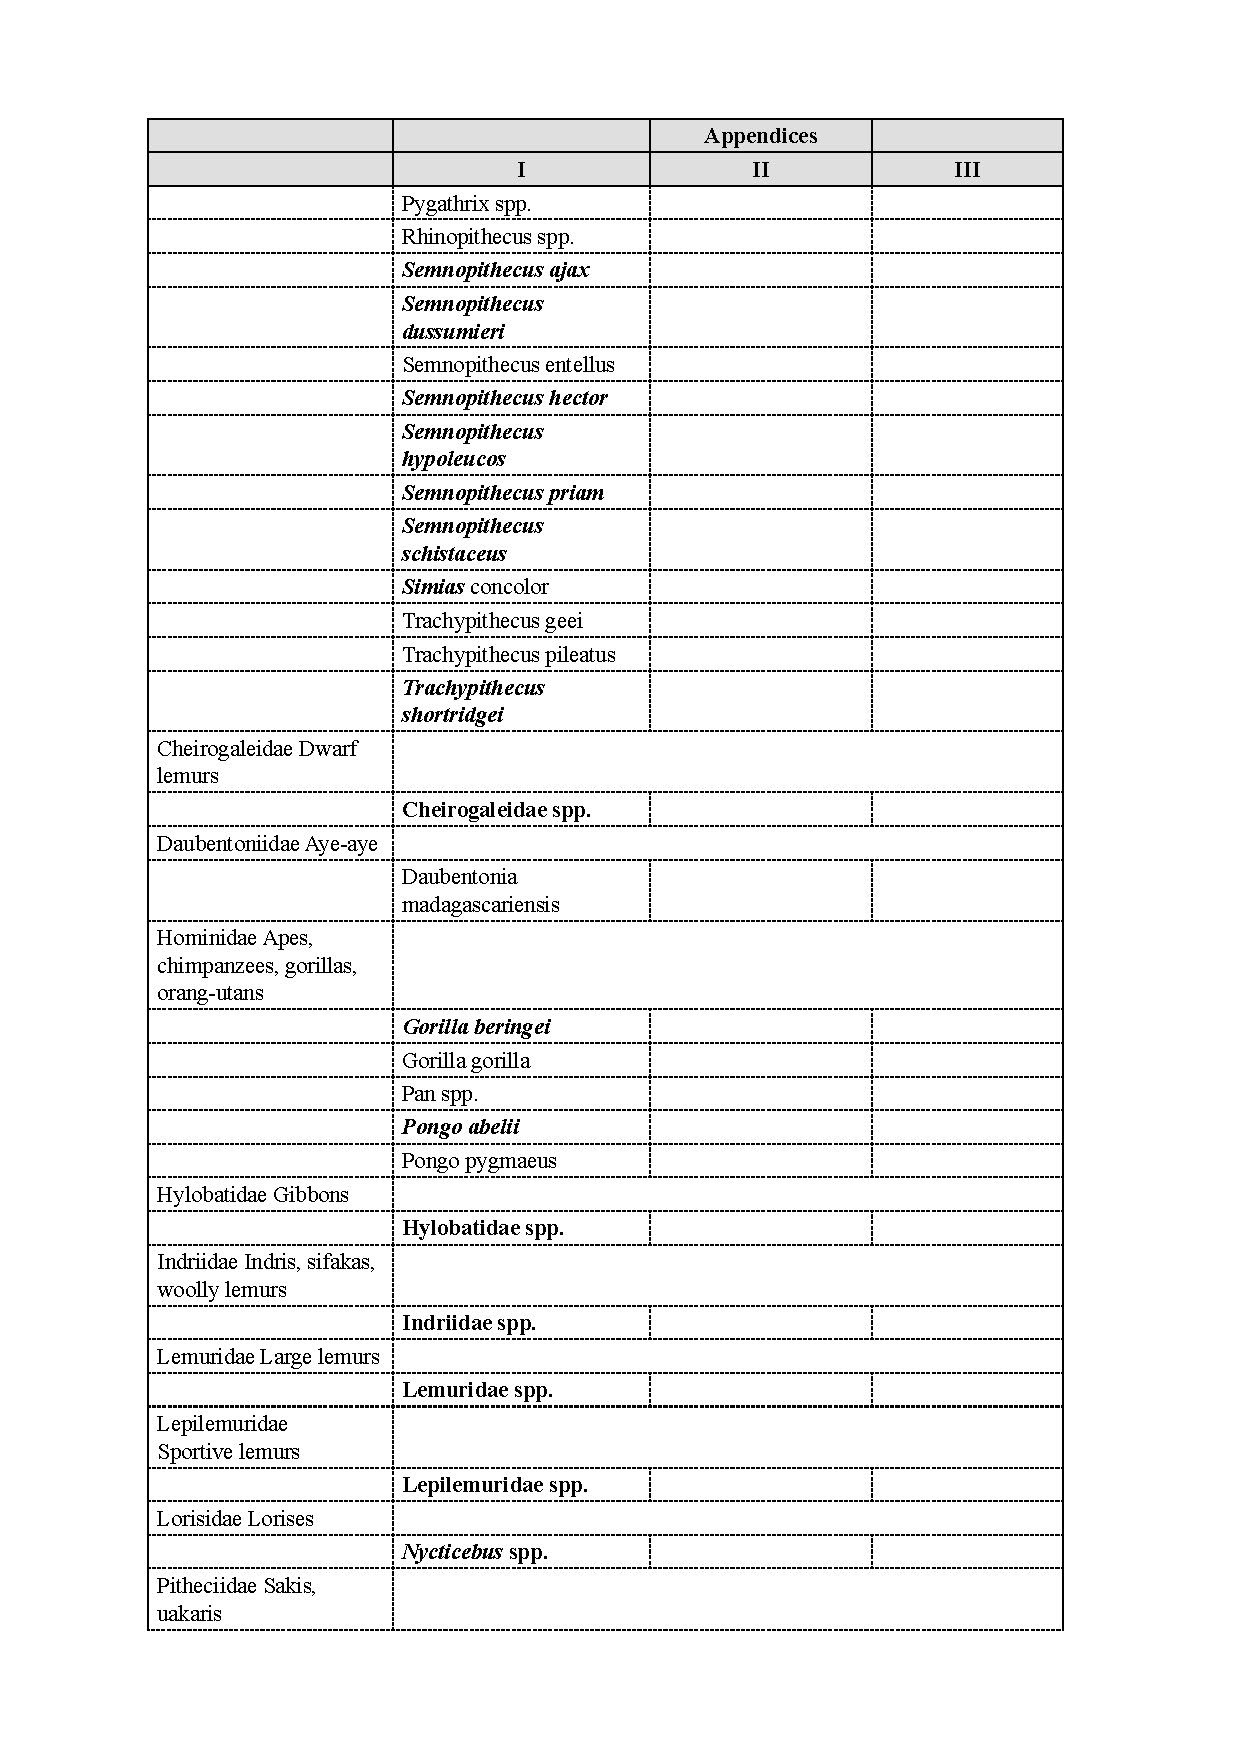 Appendices
I II III
Pygathrix spp.
Rhinopithecus spp.
Semnopithecus ajax
Semnopithecus
dussumieri
Semnopithecus entellus
Semnopithecus hector
Semnopithecus
hypoleucos
Semnopithecus priam
Semnopithecus
schistaceus
Simias concolor
Trachypithecus geei
Trachypithecus pileatus
Trachypithecus
shortridgei
Cheirogaleidae Dwarf
lemurs
Cheirogaleidae spp.
Daubentoniidae Aye-aye
Daubentonia
madagascariensis
Hominidae Apes,
chimpanzees, gorillas,
orang-utans
Gorilla beringei
Gorilla gorilla
Pan spp.
Pongo abelii
Pongo pygmaeus
Hylobatidae Gibbons
Hylobatidae spp.
Indriidae Indris, sifakas,
woolly lemurs
Indriidae spp.
Lemuridae Large lemurs
Lemuridae spp.
Lepilemuridae
Sportive lemurs
Lepilemuridae spp.
Lorisidae Lorises
Nycticebus spp.
Pitheciidae Sakis,
uakaris